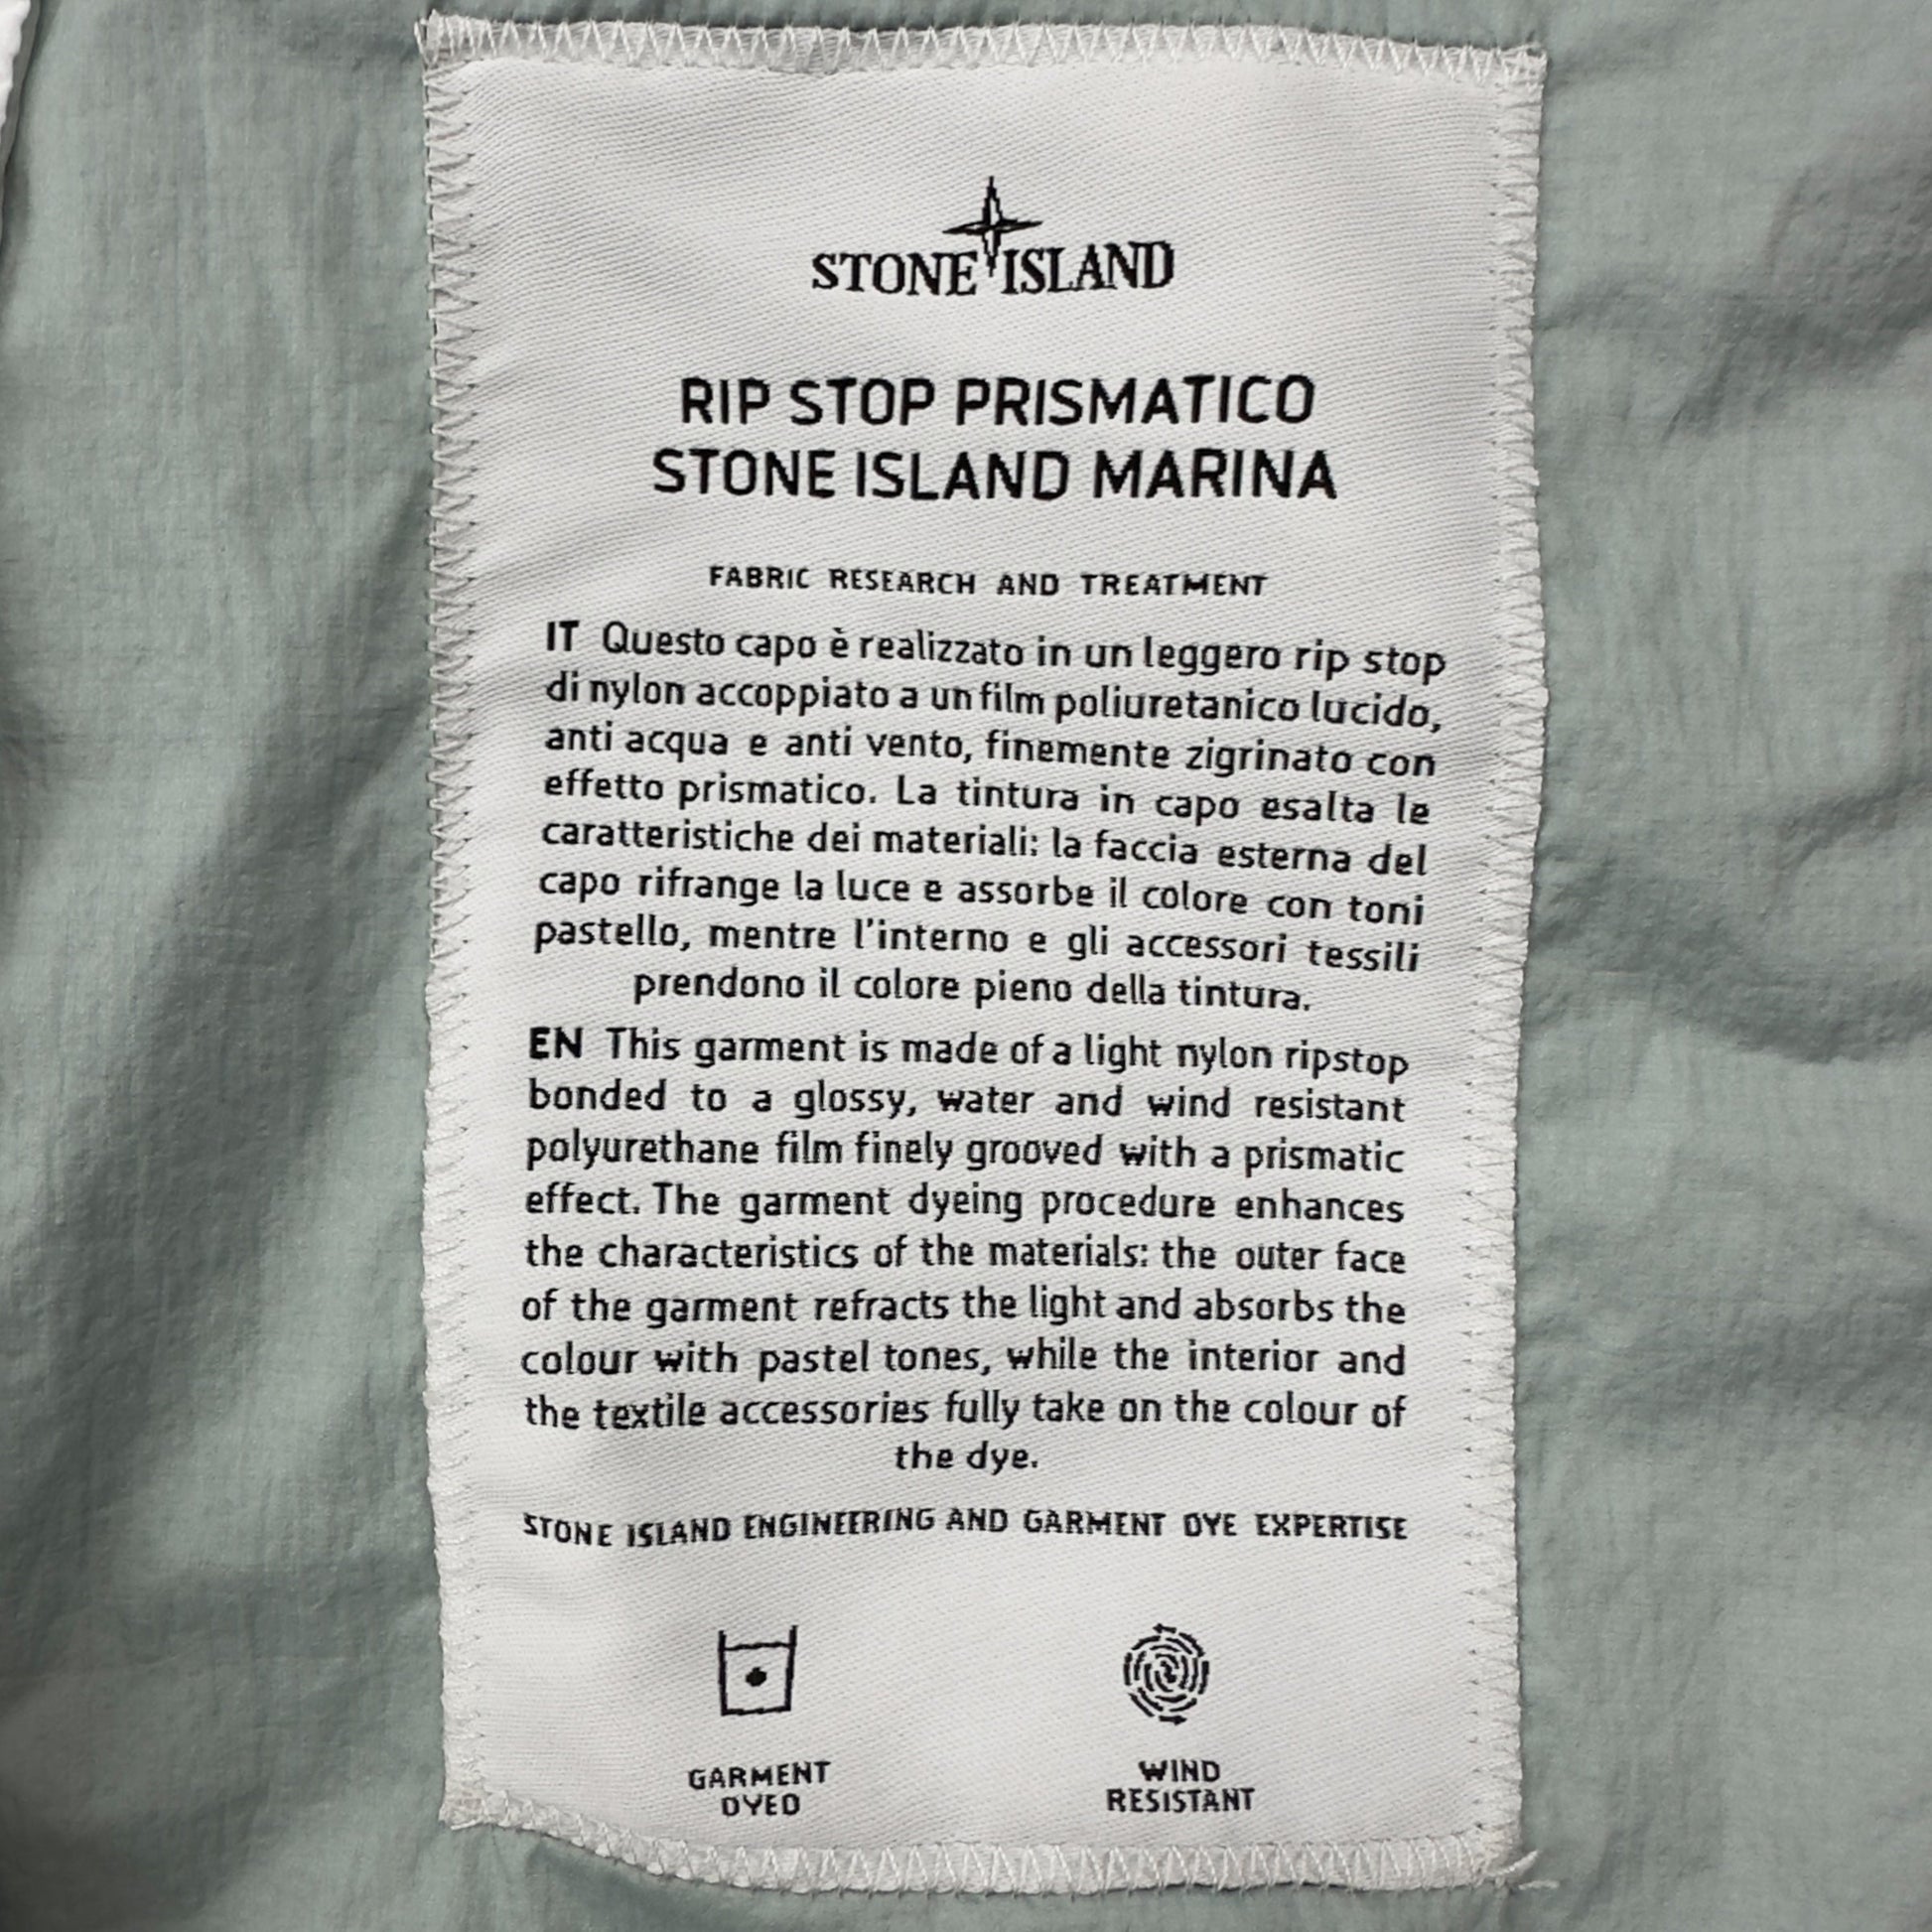 STONE ISLAND
RIP STOP PRISMATICO
STONE ISLAND MARINA
FABRIC RESEARCH AND TREATMENT
IT Questo capo è realizzato in un leggero rip stop
di nylon accoppiato a un film poliuretanico lucido,
anti acqua e anti vento, finemente zigrinato con
effetto prismatico. La tintura in capo esalta le
caratteristiche dei materiali: la faccia esterna del
capo rifrange la luce e assorbe il colore con toni
pastello, mentre l'interno e gli accessori tessili
prendono il colore pieno della tintura.
EN This garment is made of a light nylon ripstop
bonded to a glossy, water and wind resistant
polyurethane film finely grooved with a prismatic
effect. The garment dyeing procedure enhances
the characteristics of the materials: the outer face
of the garment refracts the light and absorbs the
colour with pastel tones, while the interior and
the textile accessories fully take on the colour of
the dye.
STONE ISLAND ENGINEERING AND GARMENT DYE EXPERTISE
GARMENT
DYED
WIND
RESISTANT